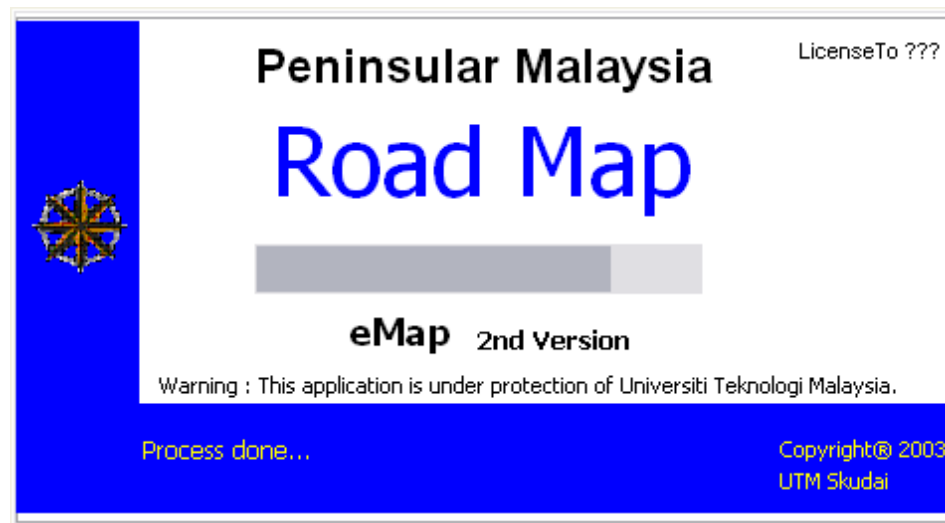 Peninsular Malaysia
LicenseTo ???
Road Map
eMap 2nd Version
Warning : This application is under protection of Universiti Teknologi Malaysia.
Process done...
Copyright® 2003
UTM Skudai